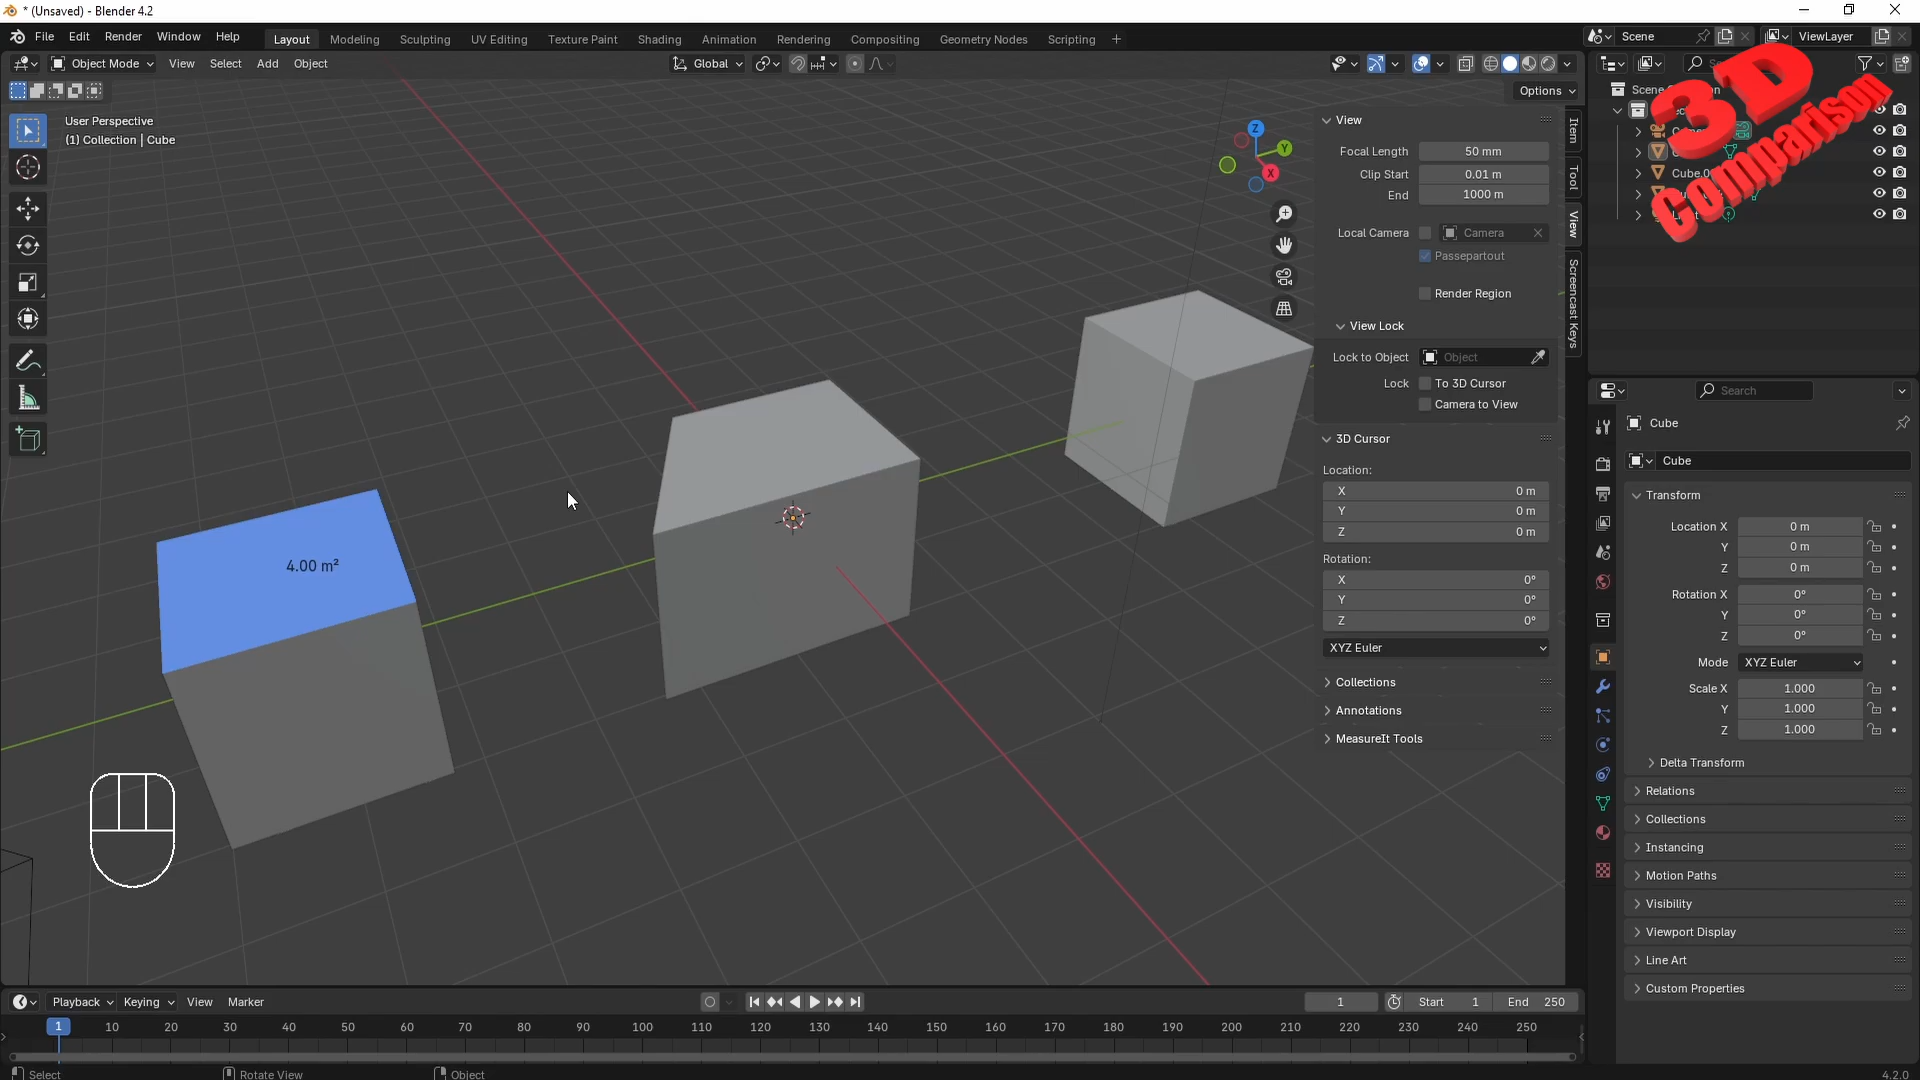 * (Unsaved) - Blender 4.2
File Edit Render Window Help
Layout Modeling Sculpting UV Editing Texture Paint Shading Animation Rendering Compositing Geometry Nodes Scripting +
Scene
ViewLayer
Object Mode View Select Add Object
Global
Options
User Perspective
(1) Collection | Cube
Z
Y
X
4.00 m²
View
Focal Length 50 mm
Clip Start 0.01 m
End 1000 m
Local Camera Camera
Passepartout
Render Region
View Lock
Lock to Object Object
Lock To 3D Cursor
Camera to View
3D Cursor
Location:
X 0 m
Y 0 m
Z 0 m
Rotation:
X 0°
Y 0°
Z 0°
XYZ Euler
Collections
Annotations
MeasureIt Tools
Item
Tool
View
Screencast Keys
3D
Comparison
Search
Cube
Cube
Transform
Location X 0 m
Y 0 m
Z 0 m
Rotation X 0°
Y 0°
Z 0°
Mode XYZ Euler
Scale X 1.000
Y 1.000
Z 1.000
Delta Transform
Relations
Collections
Instancing
Motion Paths
Visibility
Viewport Display
Line Art
Custom Properties
Playback Keying View Marker
1 Start 1 End 250
1 10 20 30 40 50 60 70 80 90 100 110 120 130 140 150 160 170 180 190 200 210 220 230 240 250
Select Rotate View Object
4.2.0